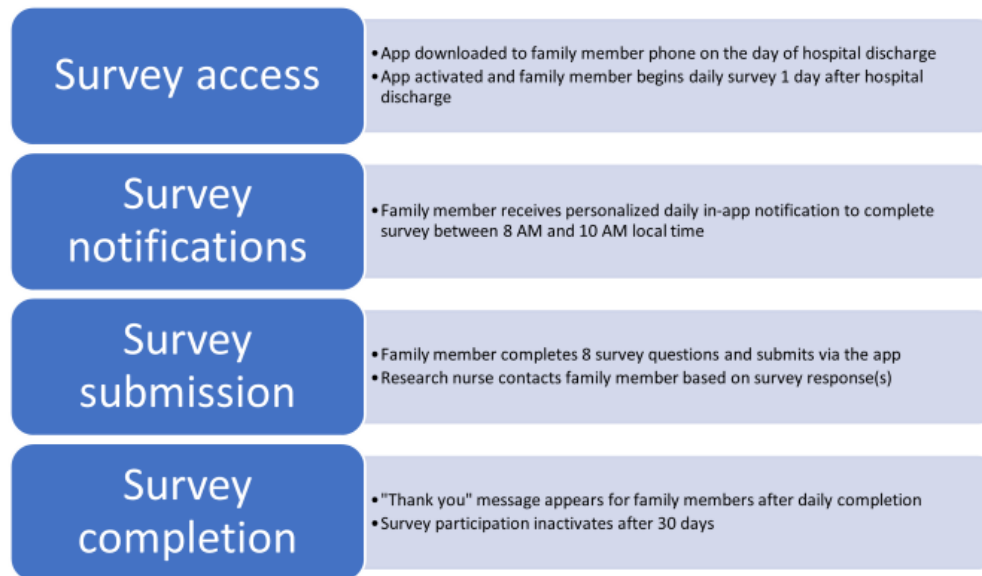 Survey access
•App downloaded to family member phone on the day of hospital discharge
•App activated and family member begins daily survey 1 day after hospital
discharge
Survey
notifications
•Family member receives personalized daily in-app notification to complete
survey between 8 AM and 10 AM local time
Survey
submission
•Family member completes 8 survey questions and submits via the app
•Research nurse contacts family member based on survey response(s)
Survey
completion
•"Thank you" message appears for family members after daily completion
•Survey participation inactivates after 30 days